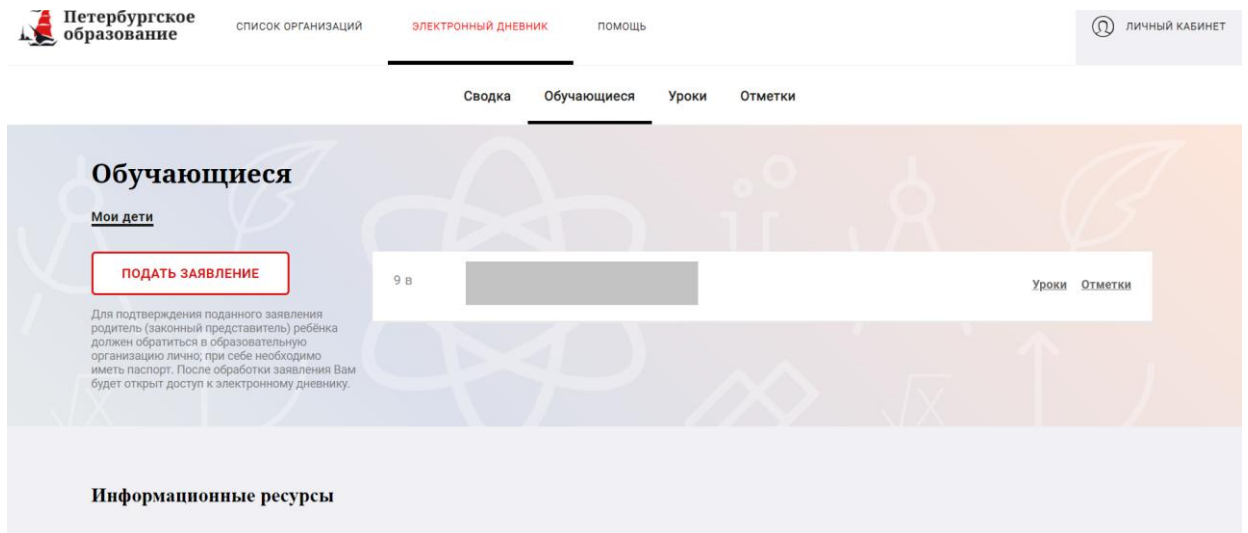 Петербургское
образование
СПИСОК ОРГАНИЗАЦИЙ
ЭЛЕКТРОННЫЙ ДНЕВНИК
ПОМОЩЬ
ЛИЧНЫЙ КАБИНЕТ
Сводка
Обучающиеся
Уроки
Отметки
Обучающиеся
Мои дети
ПОДАТЬ ЗАЯВЛЕНИЕ
Для подтверждения поданного заявления
родитель (законный представитель) ребёнка
должен обратиться в образовательную
организацию лично; при себе необходимо
иметь паспорт. После обработки заявления Вам
будет открыт доступ к электронному дневнику.
9 в
Уроки
Отметки
Информационные ресурсы